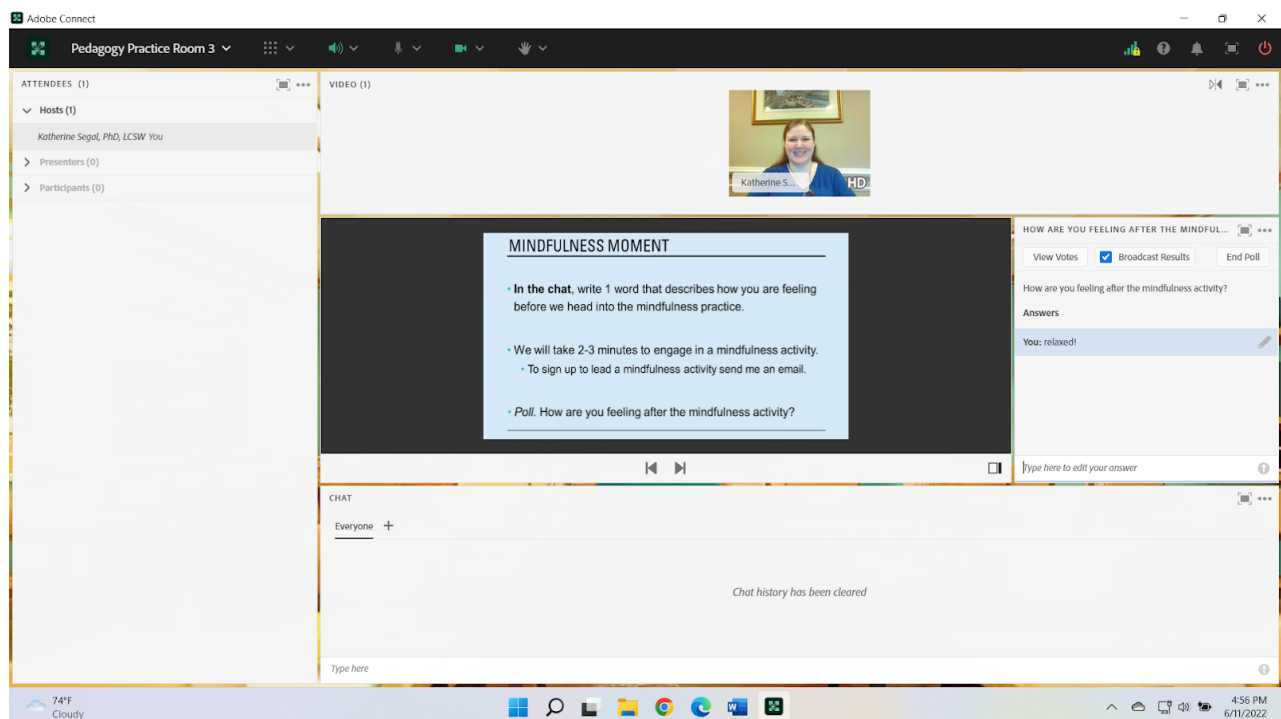 Adobe Connect
Pedagogy Practice Room 3
ATTENDEES (1)
Hosts (1)
Katherine Segal, PhD, LCSW You
Presenters (0)
Participants (0)
VIDEO (1)
Katherine S...
HD
MINDFULNESS MOMENT
In the chat, write 1 word that describes how you are feeling
before we head into the mindfulness practice.
We will take 2-3 minutes to engage in a mindfulness activity.
To sign up to lead a mindfulness activity send me an email.
Poll. How are you feeling after the mindfulness activity?
HOW ARE YOU FEELING AFTER THE MINDFUL...
View Votes
Broadcast Results
End Poll
How are you feeling after the mindfulness activity?
Answers
You: relaxed!
Type here to edit your answer
CHAT
Everyone
Chat history has been cleared
Type here
74°F
Cloudy
4:56 PM
6/11/2022